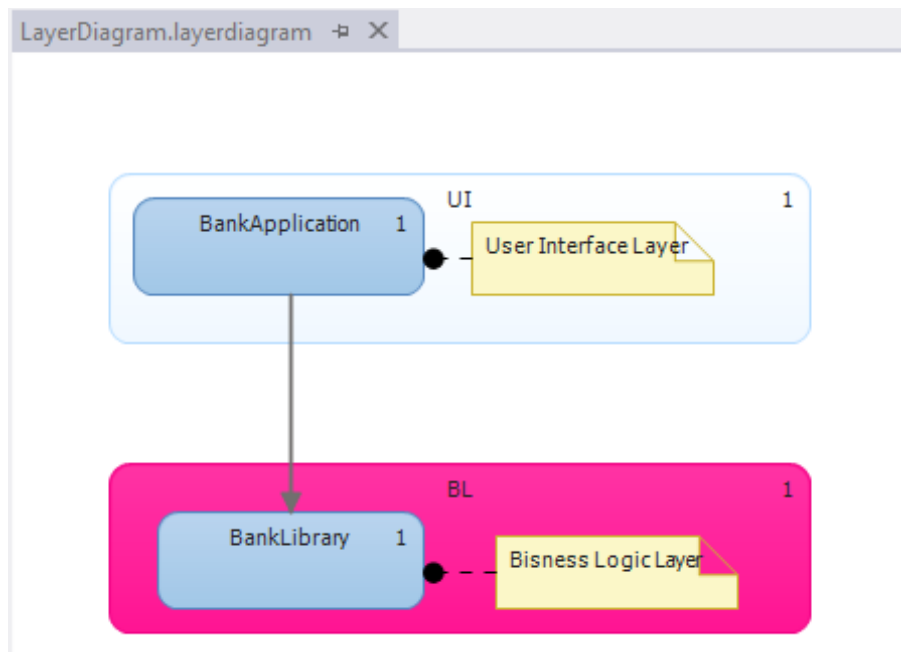 LayerDiagram.layerdiagram
UI 1
BankApplication 1
User Interface Layer
BL 1
BankLibrary 1
Bisness Logic Layer